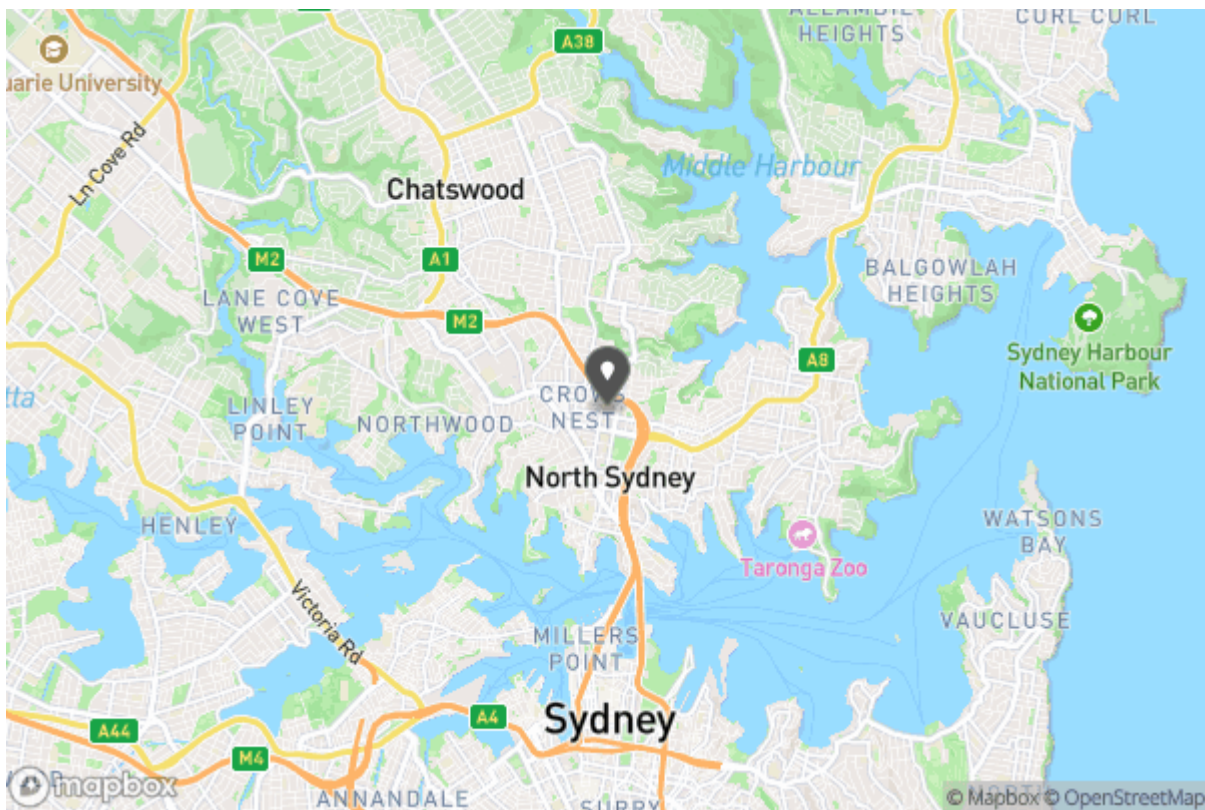 ALLAMBIE
HEIGHTS
CURL CURL
A38
uarie University
Ln Cove Rd
Middle Harbour
Chatswood
M2
A1
BALGOWLAH
HEIGHTS
LANE COVE
WEST
M2
A8
Sydney Harbour
National Park
CROWS
NEST
tta
LINLEY
POINT
NORTHWOOD
North Sydney
HENLEY
WATSONS
BAY
Taronga Zoo
Victoria Rd
VAUCLUSE
MILLERS
POINT
A44
A4
Sydney
M4
mapbox
ANNANDALE
SURRY
© Mapbox © OpenStreetMap